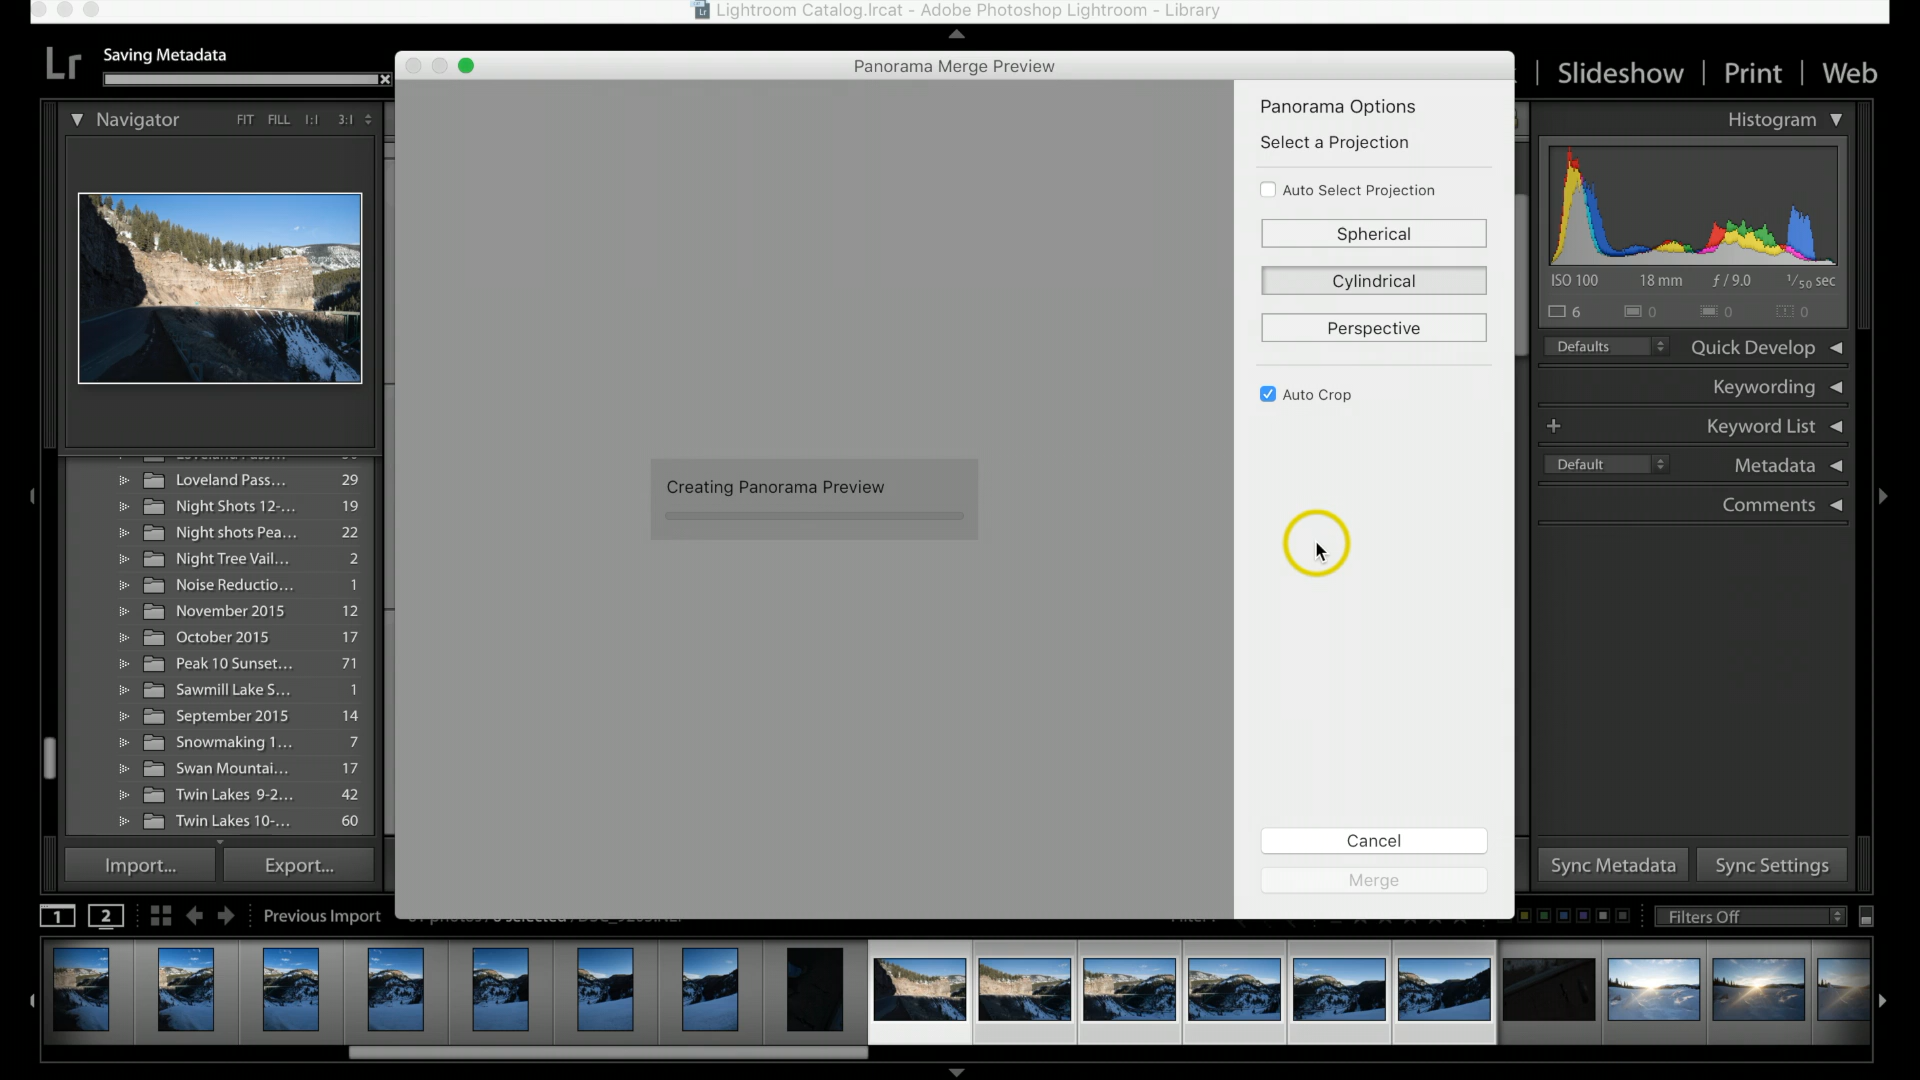 Lightroom Catalog.lrcat - Adobe Photoshop Lightroom - Library
Lr
Saving Metadata
Panorama Merge Preview
Slideshow | Print | Web
Navigator FIT FILL 1:1 3:1
Panorama Options
Select a Projection
Auto Select Projection
Spherical
Cylindrical
Perspective
Auto Crop
Creating Panorama Preview
Cancel
Merge
Histogram
ISO 100 18 mm ƒ / 9.0 1/50 sec
6 0 0 0
Defaults Quick Develop
Keywording
Keyword List
Default Metadata
Comments
Loveland Pass... 29
Night Shots 12-... 19
Night shots Pea... 22
Night Tree Vail... 2
Noise Reductio... 1
November 2015 12
October 2015 17
Peak 10 Sunset... 71
Sawmill Lake S... 1
September 2015 14
Snowmaking 1... 7
Swan Mountai... 17
Twin Lakes 9-2... 42
Twin Lakes 10-... 60
Import... Export...
Sync Metadata Sync Settings
1 2 Previous Import
Filters Off